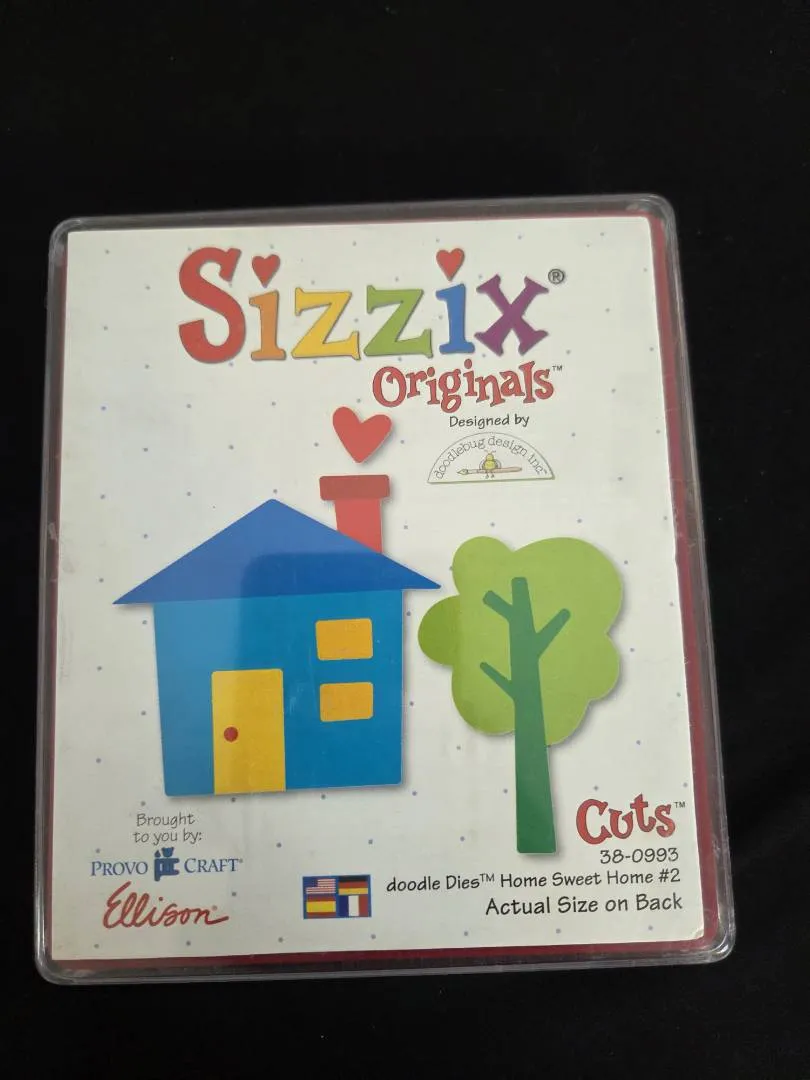 Sizzix®
Originals™
Designed by
doodlebug design inc.™
Brought
to you by:
PROVO CRAFT®
Ellison®
Cuts™
38-0993
doodle Dies™ Home Sweet Home #2
Actual Size on Back